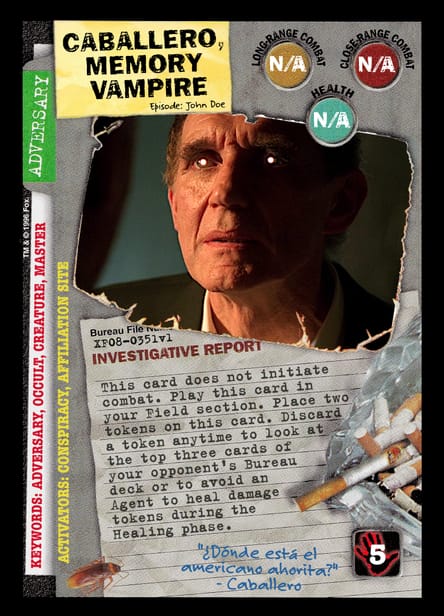 CABALLERO,
MEMORY
VAMPIRE
Episode: John Doe
LONG-RANGE COMBAT
N/A
CLOSE-RANGE COMBAT
N/A
HEALTH
N/A
ADVERSARY
TM & © 1996 Fox.
KEYWORDS: ADVERSARY, OCCULT, CREATURE, MASTER
ACTIVATORS: CONSPIRACY, AFFILIATION SITE
Bureau File
XF08-0351v1
INVESTIGATIVE REPORT
This card does not initiate
combat. Play this card in
your Field section. Place two
tokens on this card. Discard
a token anytime to look at
the top three cards of
your opponent's Bureau
deck or to avoid an
Agent to heal damage
tokens during the
Healing phase.
"¿Dónde está el
americano ahorita?"
- Caballero
5